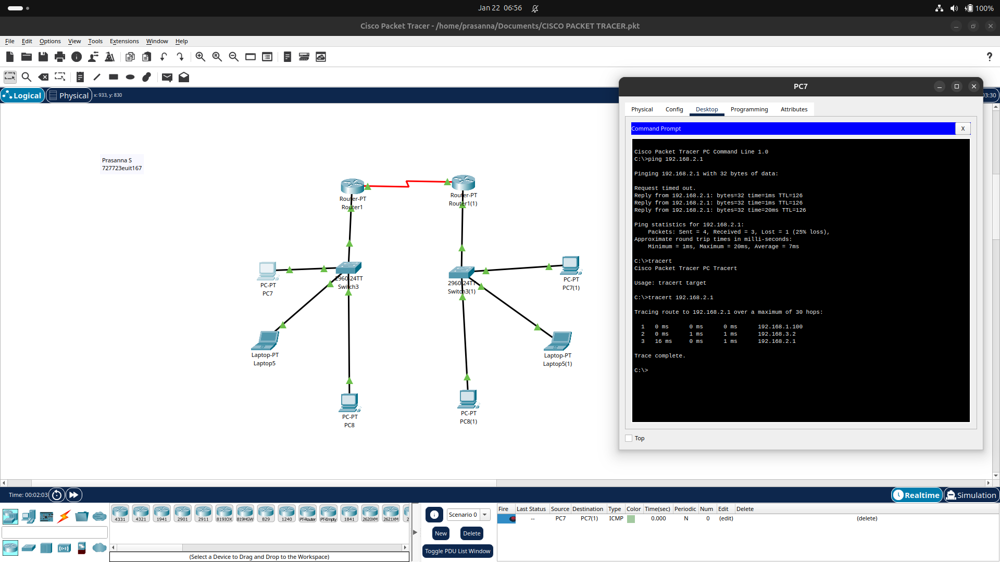 Jan 22 06:56
100%
Cisco Packet Tracer - /home/prasanna/Documents/CISCO PACKET TRACER.pkt
File Edit Options View Tools Extensions Window Help
?
Logical Physical x: 933, y: 830
03:30
Prasanna S
727723euit167
Router-PT
Router1
Router-PT
Router1(1)
PC-PT
PC7
2960-24TT
Switch3
2960-24TT
Switch3(1)
PC-PT
PC7(1)
Laptop-PT
Laptop5
Laptop-PT
Laptop5(1)
PC-PT
PC8
PC-PT
PC8(1)
PC7
Physical Config Desktop Programming Attributes
Command Prompt X
Cisco Packet Tracer PC Command Line 1.0
C:\>ping 192.168.2.1
Pinging 192.168.2.1 with 32 bytes of data:
Request timed out.
Reply from 192.168.2.1: bytes=32 time=1ms TTL=126
Reply from 192.168.2.1: bytes=32 time=1ms TTL=126
Reply from 192.168.2.1: bytes=32 time=20ms TTL=126
Ping statistics for 192.168.2.1:
Packets: Sent = 4, Received = 3, Lost = 1 (25% loss),
Approximate round trip times in milli-seconds:
Minimum = 1ms, Maximum = 20ms, Average = 7ms
C:\>tracert
Cisco Packet Tracer PC Tracert
Usage: tracert target
C:\>tracert 192.168.2.1
Tracing route to 192.168.2.1 over a maximum of 30 hops:
1 0 ms 0 ms 0 ms 192.168.1.100
2 0 ms 1 ms 1 ms 192.168.3.2
3 16 ms 0 ms 1 ms 192.168.2.1
Trace complete.
C:\>
Top
Time: 00:02:03
Realtime Simulation
4331 4321 1941 2901 2911 819IOX 819HGW 829 1240 PT-Router PT-Empty 1841 2620XM 2621XM 2
(Select a Device to Drag and Drop to the Workspace)
Scenario 0
New Delete
Toggle PDU List Window
Fire Last Status Source Destination Type Color Time(sec) Periodic Num Edit Delete
-- PC7 PC7(1) ICMP 0.000 N 0 (edit) (delete)